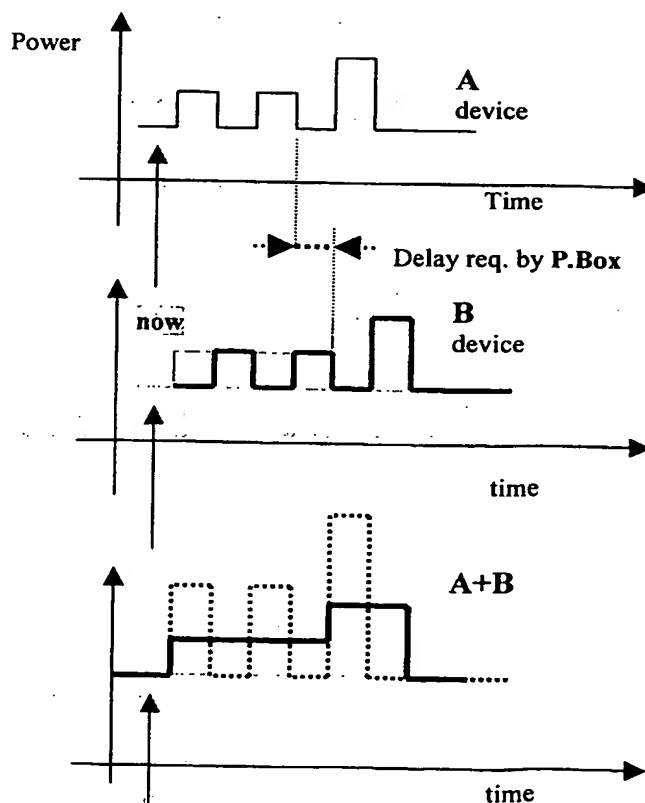 Power
A
device
Time
Delay req. by P.Box
now
B
device
time
A+B
time